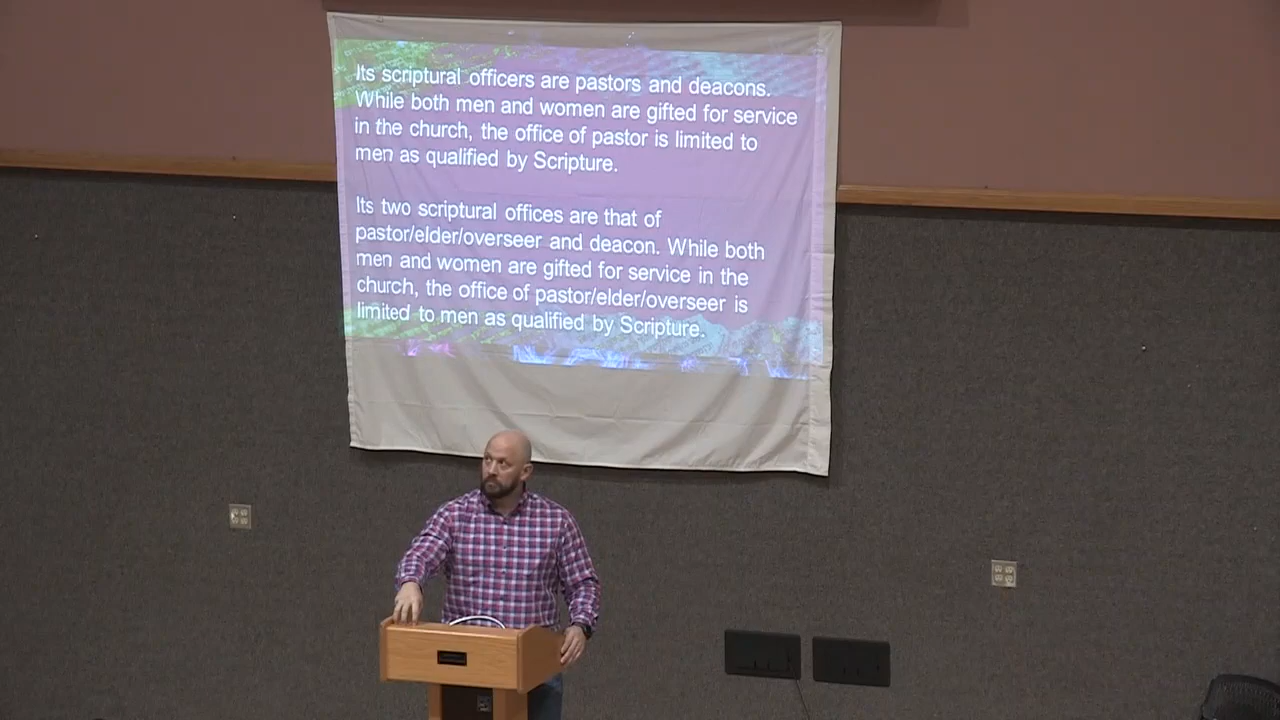 Its scriptural officers are pastors and deacons.
While both men and women are gifted for service
in the church, the office of pastor is limited to
men as qualified by Scripture.
Its two scriptural offices are that of
pastor/elder/overseer and deacon. While both
men and women are gifted for service in the
church, the office of pastor/elder/overseer is
limited to men as qualified by Scripture.